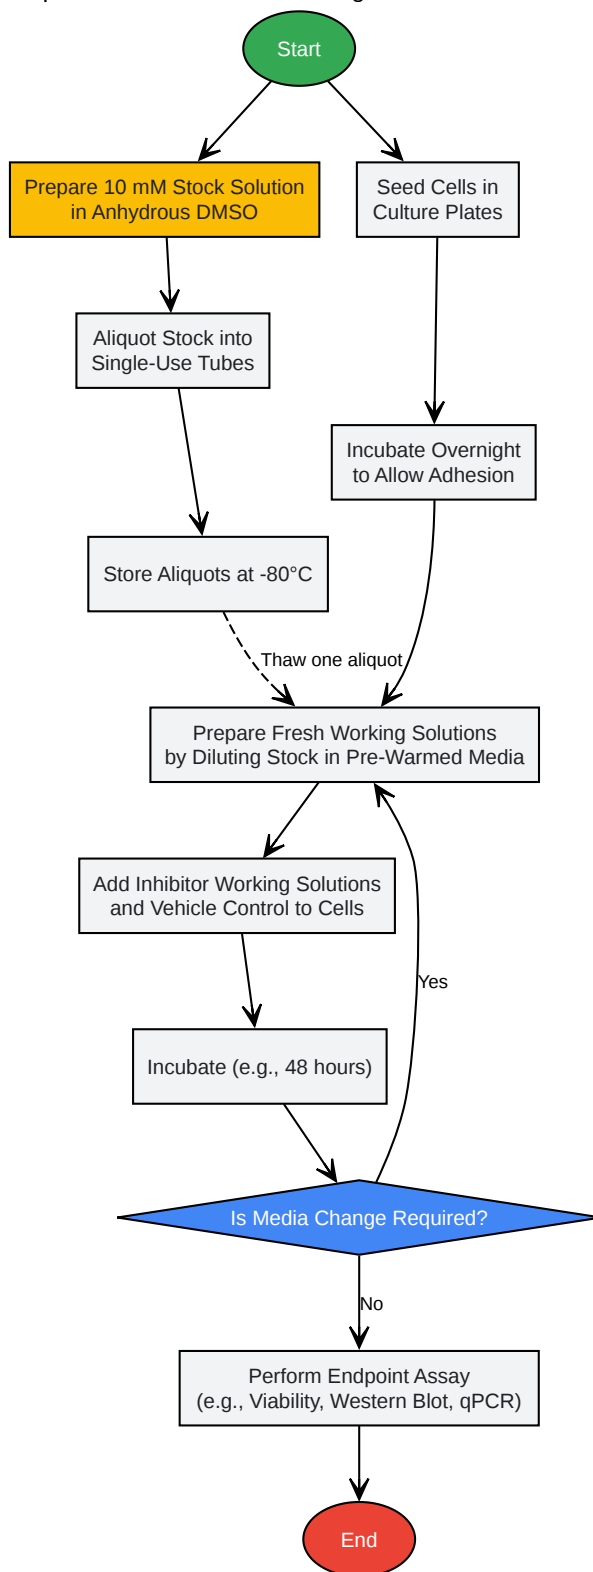 Start
Prepare 10 mM Stock Solution
in Anhydrous DMSO
Seed Cells in
Culture Plates
Aliquot Stock into
Single-Use Tubes
Incubate Overnight
to Allow Adhesion
Store Aliquots at -80°C
Thaw one aliquot
Prepare Fresh Working Solutions
by Diluting Stock in Pre-Warmed Media
Add Inhibitor Working Solutions
and Vehicle Control to Cells
Yes
Incubate (e.g., 48 hours)
Is Media Change Required?
No
Perform Endpoint Assay
(e.g., Viability, Western Blot, qPCR)
End